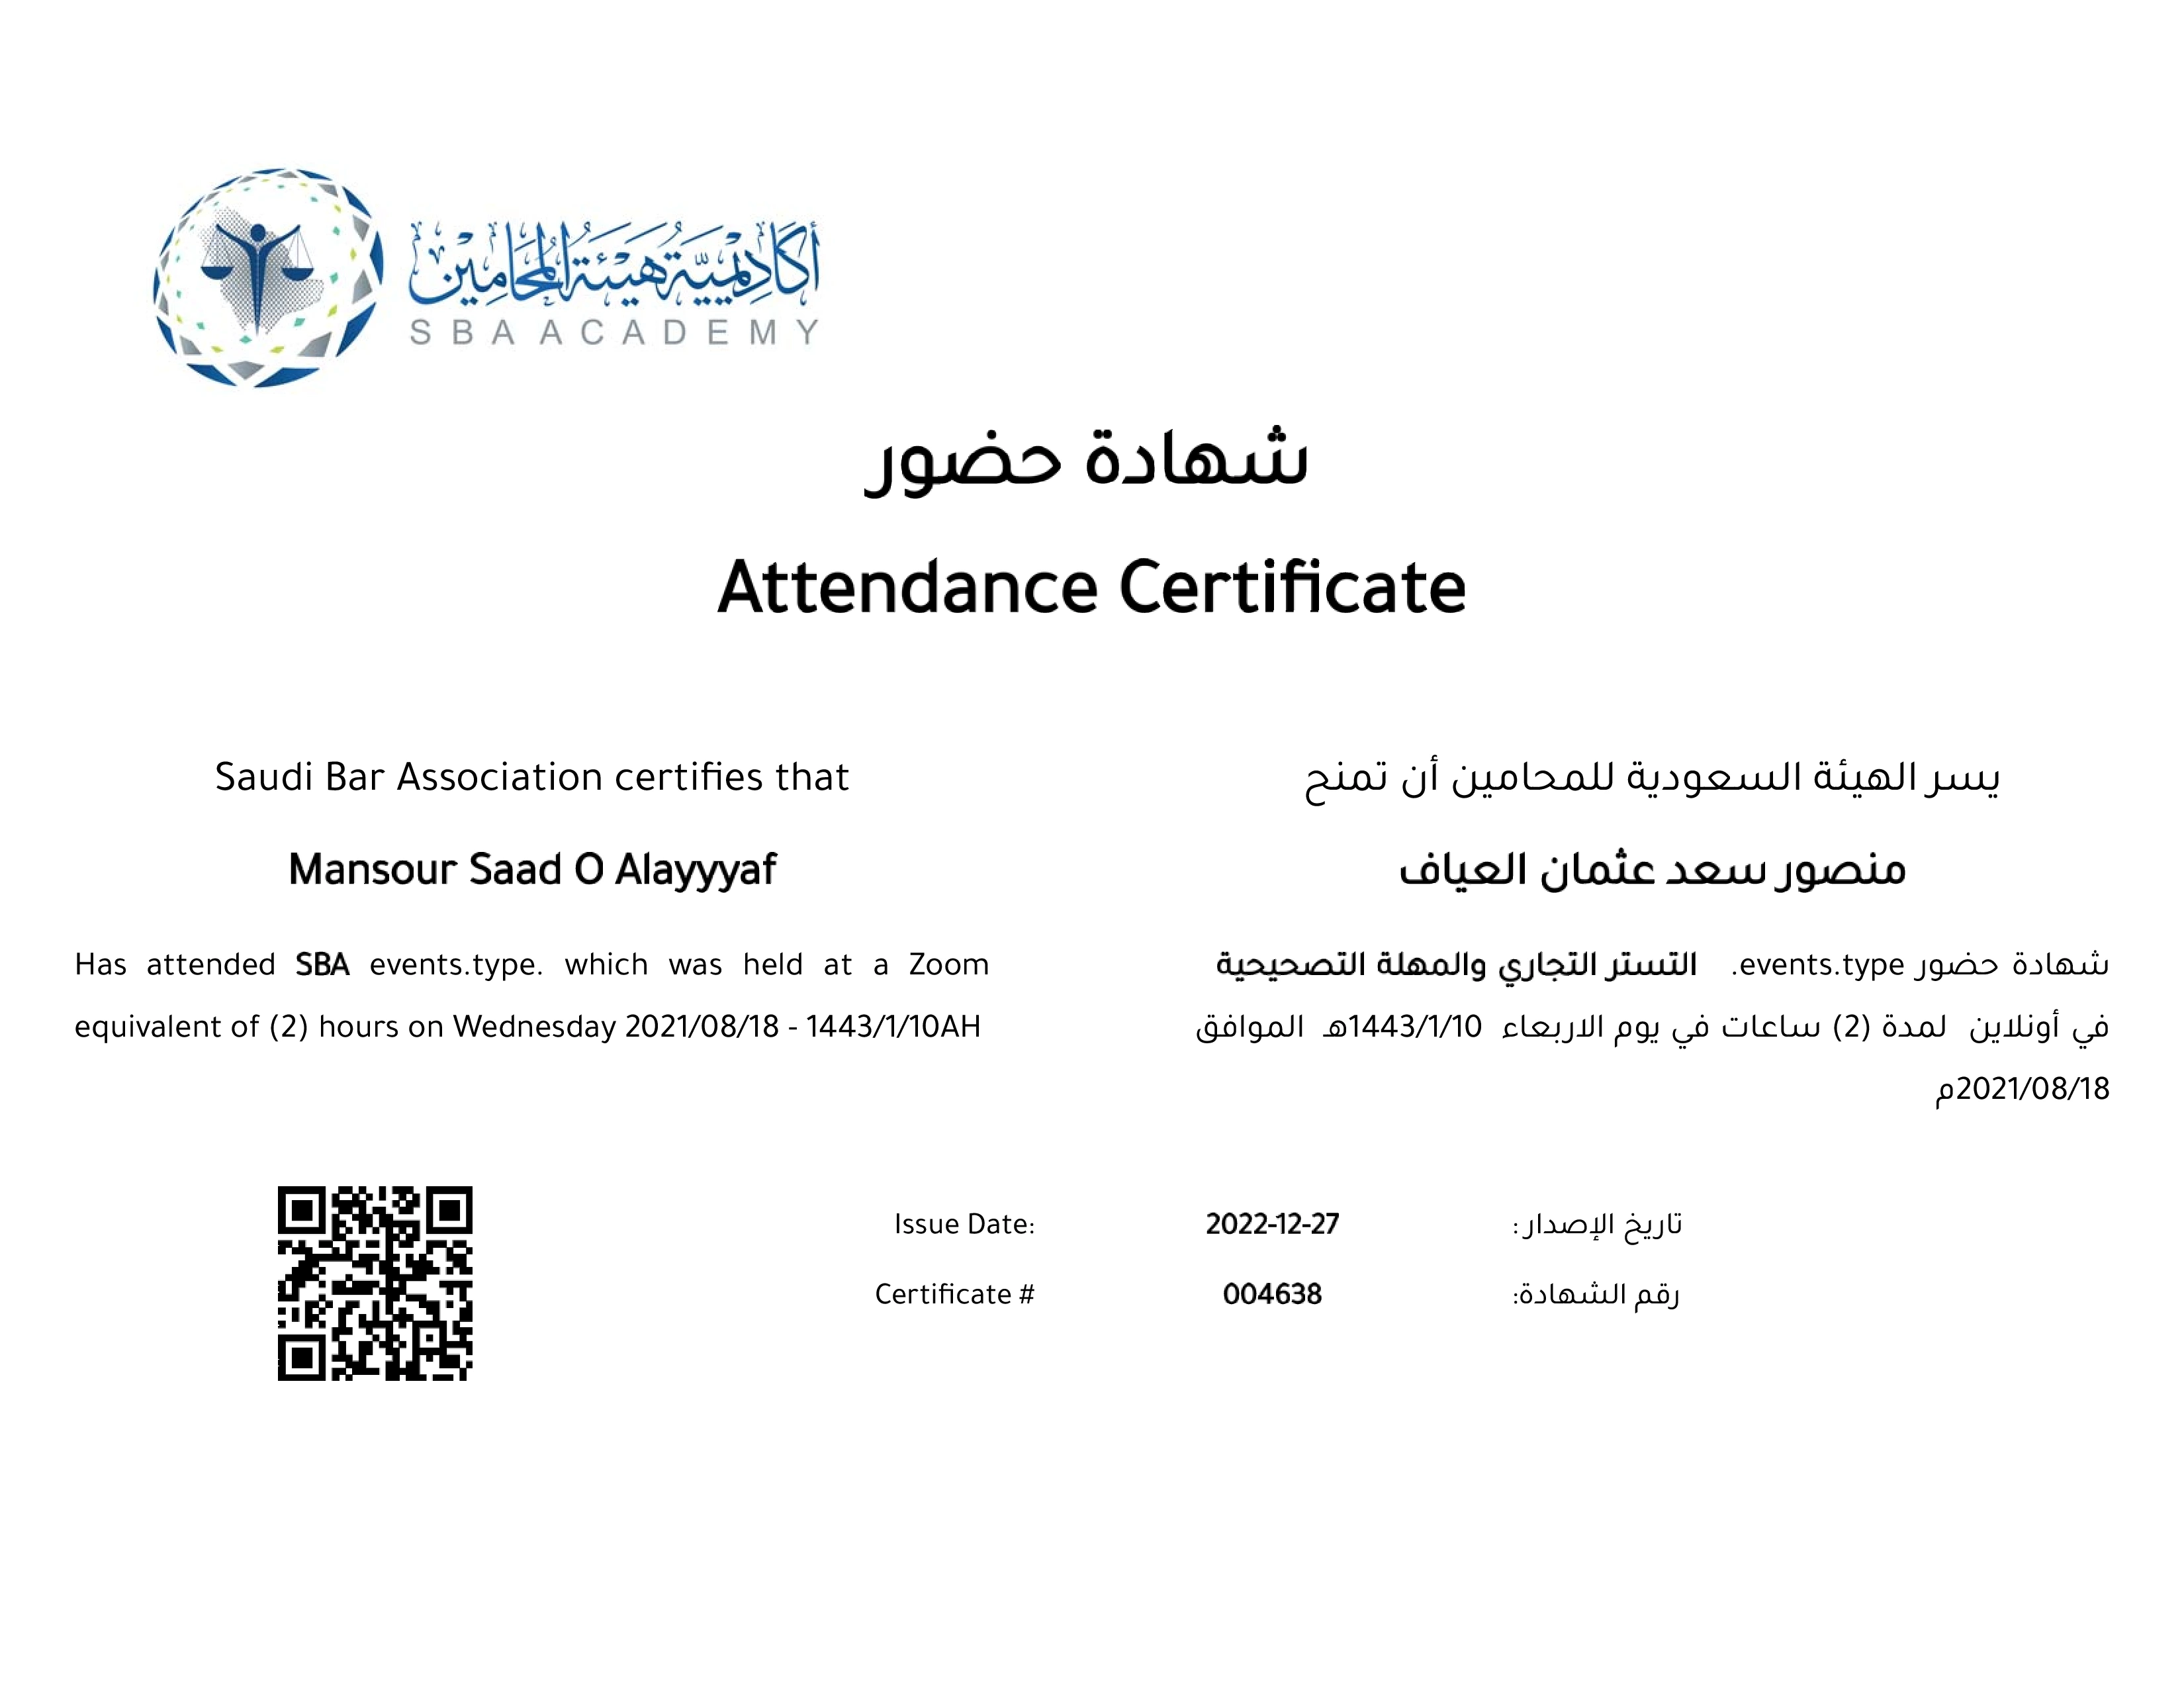 أكاديمية هيئة المحامين
SBA ACADEMY
شهادة حضور
Attendance Certificate
يسر الهيئة السعودية للمحامين أن تمنح
منصور سعد عثمان العياف
شهادة حضور events.type. التستر التجاري والمهلة التصحيحية
في أونلاين لمدة (2) ساعات في يوم الاربعاء 1443/1/10هـ الموافق
2021/08/18م
Saudi Bar Association certifies that
Mansour Saad O Alayyyaf
Has attended SBA events.type. which was held at a Zoom
equivalent of (2) hours on Wednesday 2021/08/18 - 1443/1/10AH
Issue Date: 2022-12-27 تاريخ الإصدار:
Certificate # 004638 رقم الشهادة: